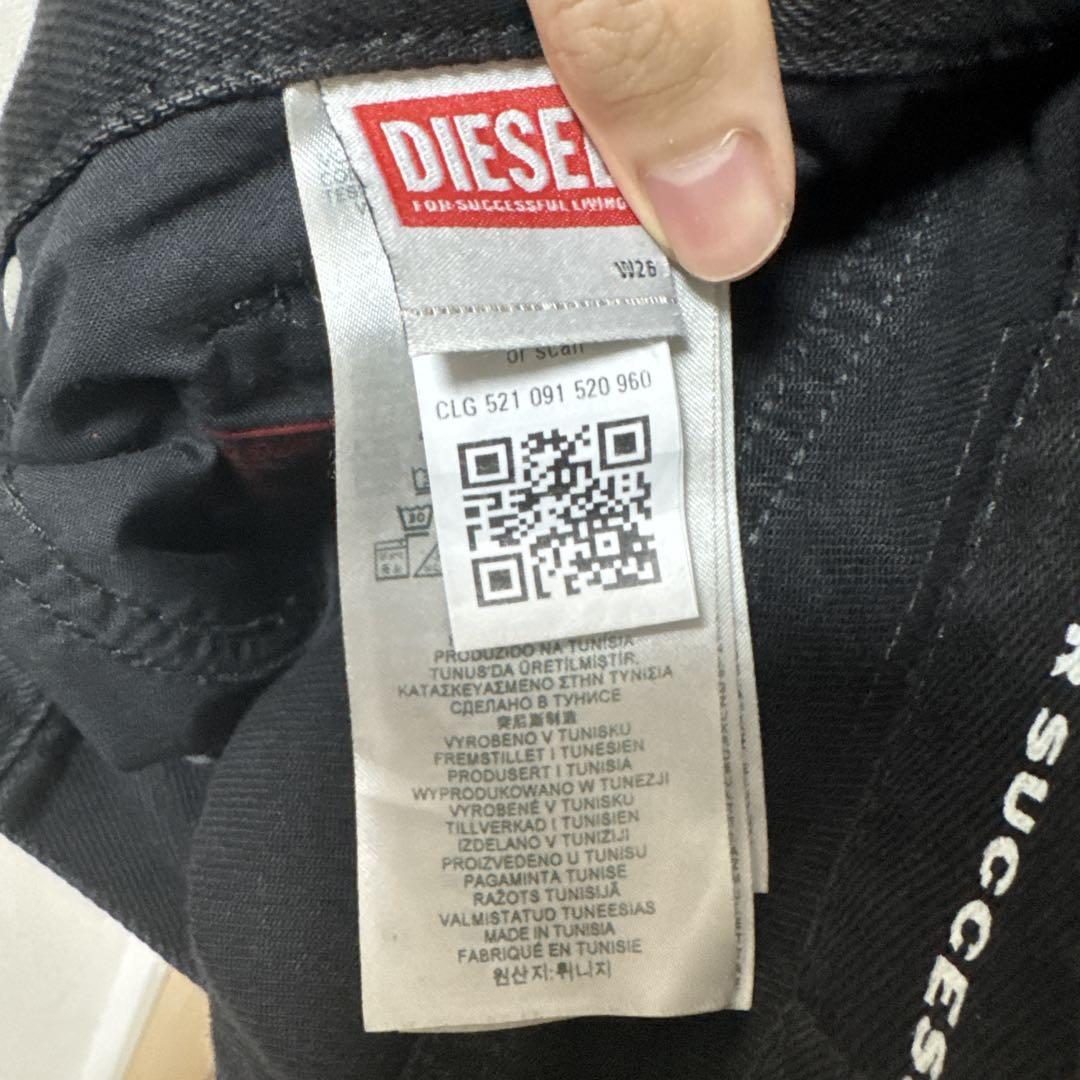 DIESEL
FOR SUCCESSFUL LIVING
W26
or scan
CLG 521 091 520 960
30
PRODUZIDO NA TUNÍSIA
TUNUS'DA ÜRETİLMİŞTİR.
ΚΑΤΑΣΚΕΥΑΣΜΕΝΟ ΣΤΗΝ ΤΥΝΙΣΙΑ
СДЕЛАНО В ТУНИСЕ
突尼斯制造
VYROBENO V TUNISKU
FREMSTILLET I TUNESIEN
PRODUSERT I TUNISIA
WYPRODUKOWANO W TUNEZJI
VYROBENÉ V TUNISKU
TILLVERKAD I TUNISIEN
IZDELANO V TUNIZIJI
PROIZVEDENO U TUNISU
PAGAMINTA TUNISE
RAŽOTS TUNISIJĀ
VALMISTATUD TUNEESIAS
MADE IN TUNISIA
FABRIQUÉ EN TUNISIE
원산지:튀니지
R SUCCESS